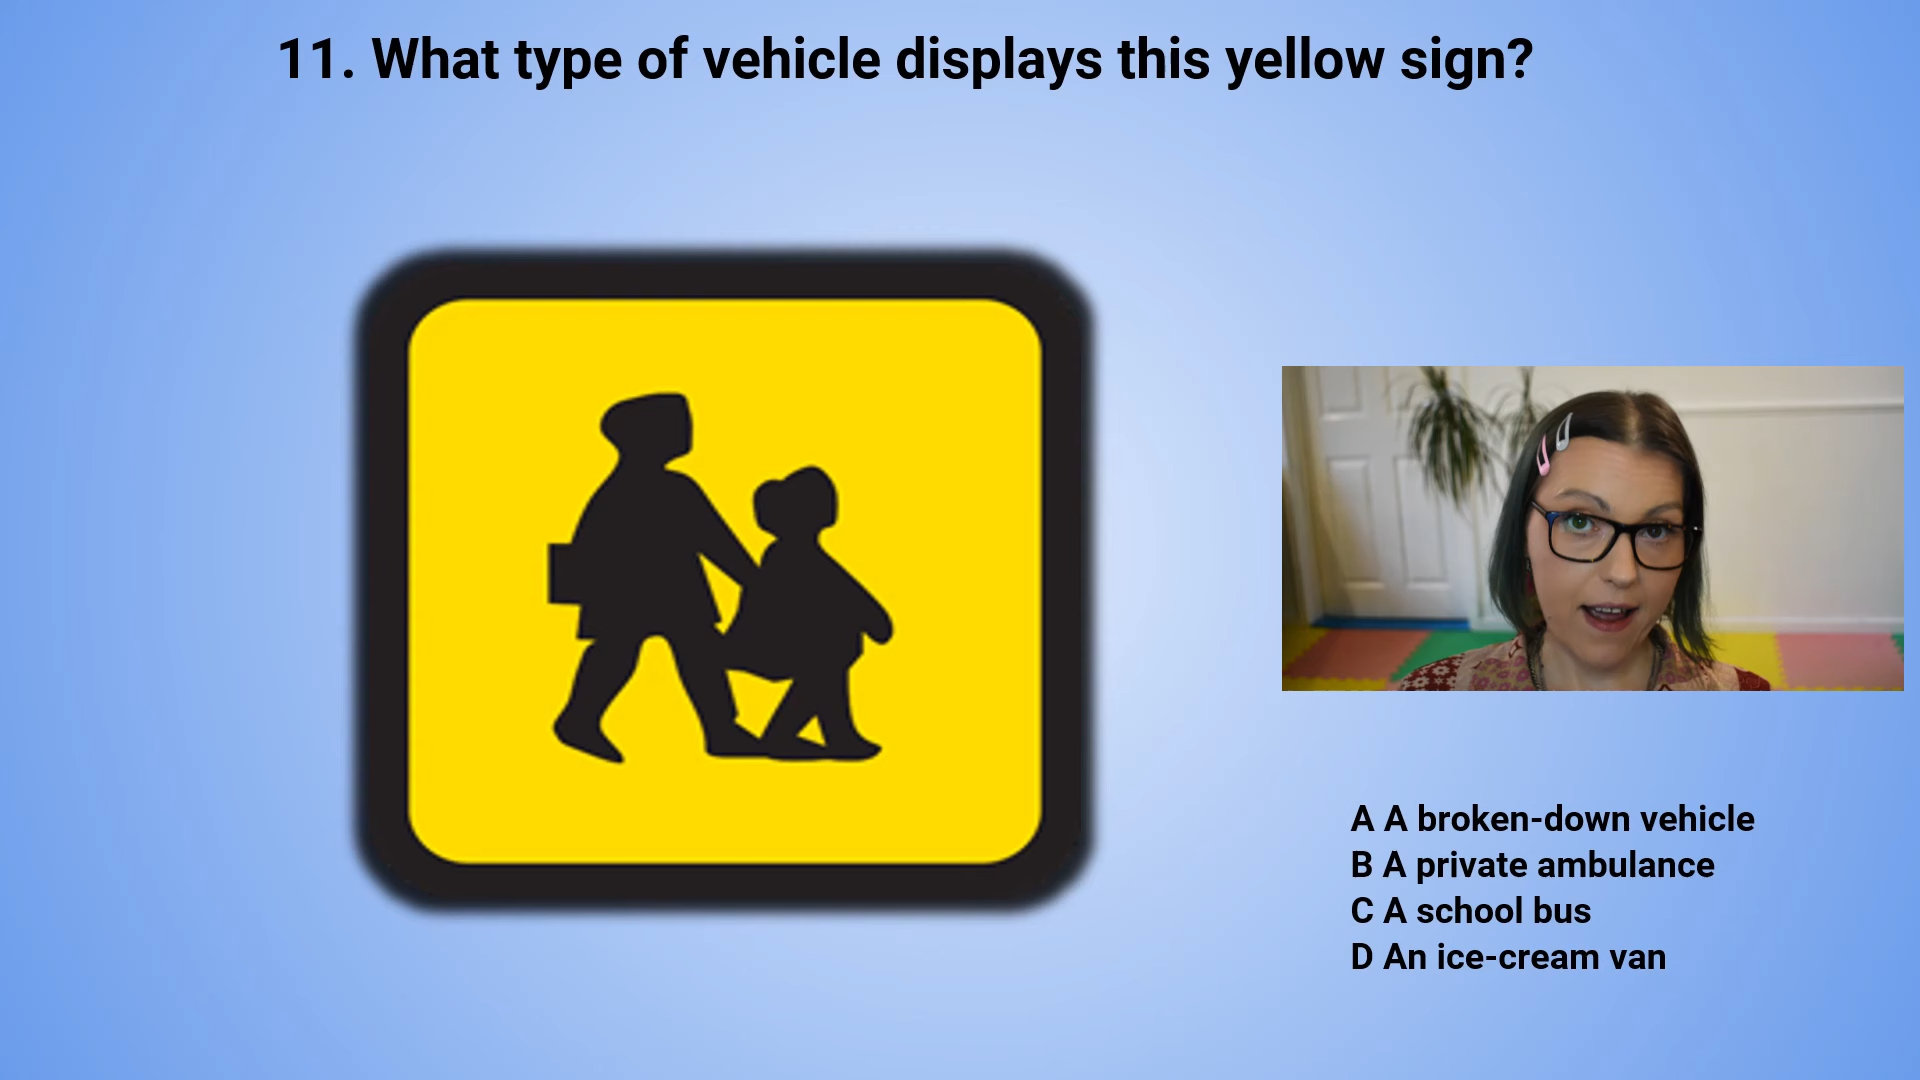 11. What type of vehicle displays this yellow sign?
A A broken-down vehicle
B A private ambulance
C A school bus
D An ice-cream van